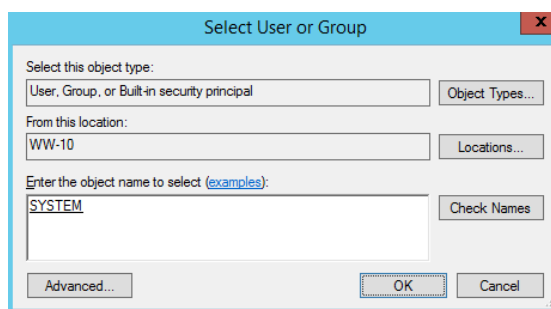 Select User or Group
x
Select this object type:
User, Group, or Built-in security principal
Object Types...
From this location:
WW-10
Locations...
Enter the object name to select (examples):
SYSTEM
Check Names
Advanced...
OK
Cancel